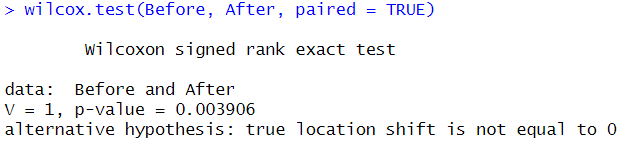 > wilcox.test(Before, After, paired = TRUE)
Wilcoxon signed rank exact test
data:  Before and After
V = 1, p-value = 0.003906
alternative hypothesis: true location shift is not equal to 0